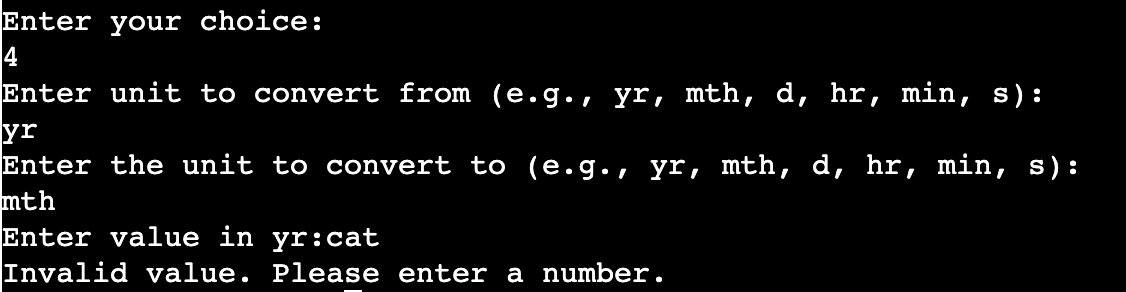 Enter your choice:
4
Enter unit to convert from (e.g., yr, mth, d, hr, min, s):
yr
Enter the unit to convert to (e.g., yr, mth, d, hr, min, s):
mth
Enter value in yr:cat
Invalid value. Please enter a number.